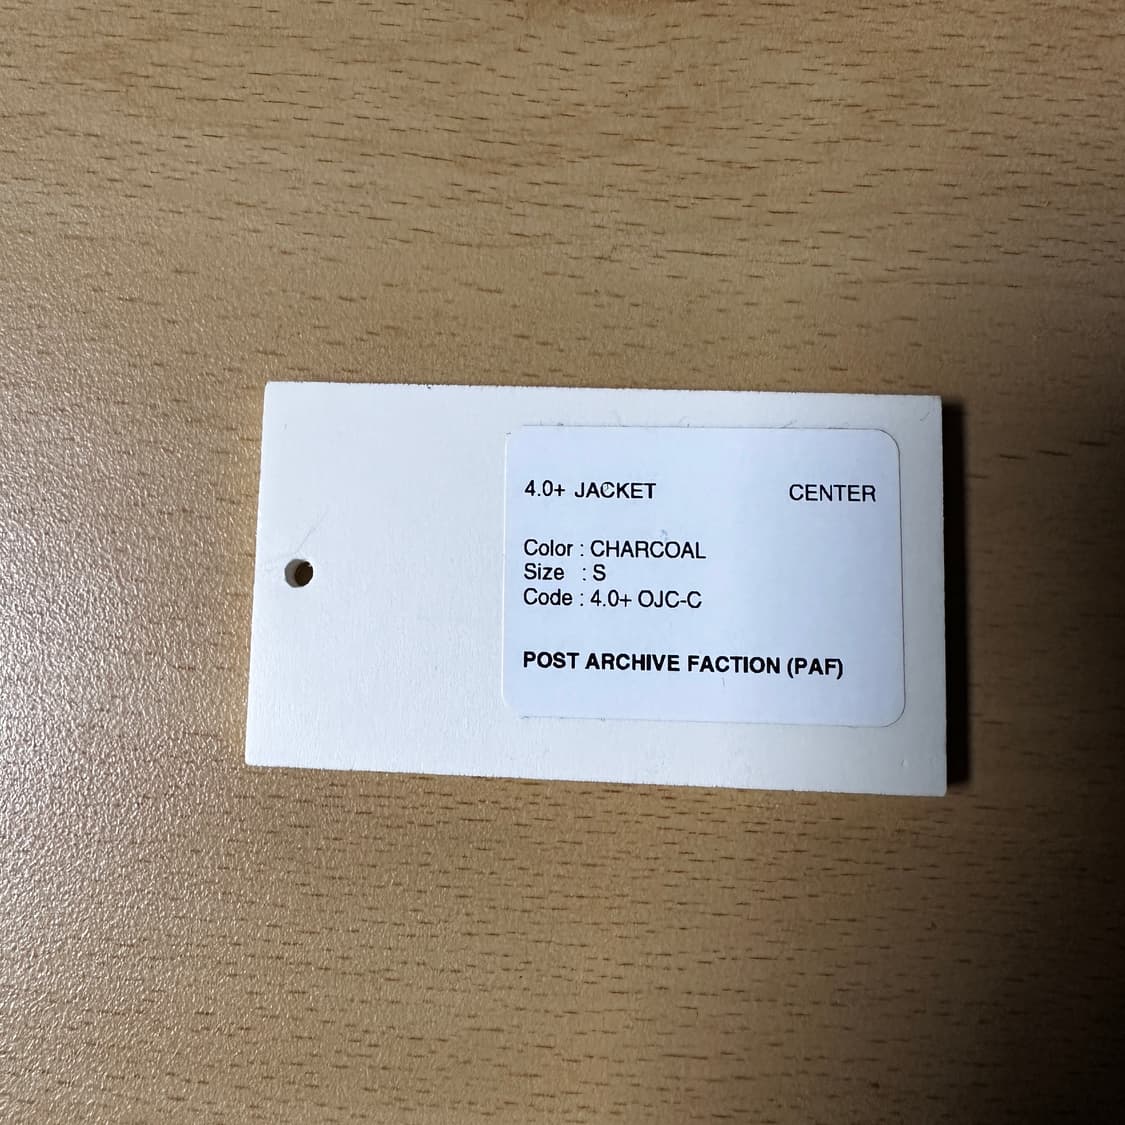 4.0+ JACKET CENTER
Color : CHARCOAL
Size : S
Code : 4.0+ OJC-C
POST ARCHIVE FACTION (PAF)